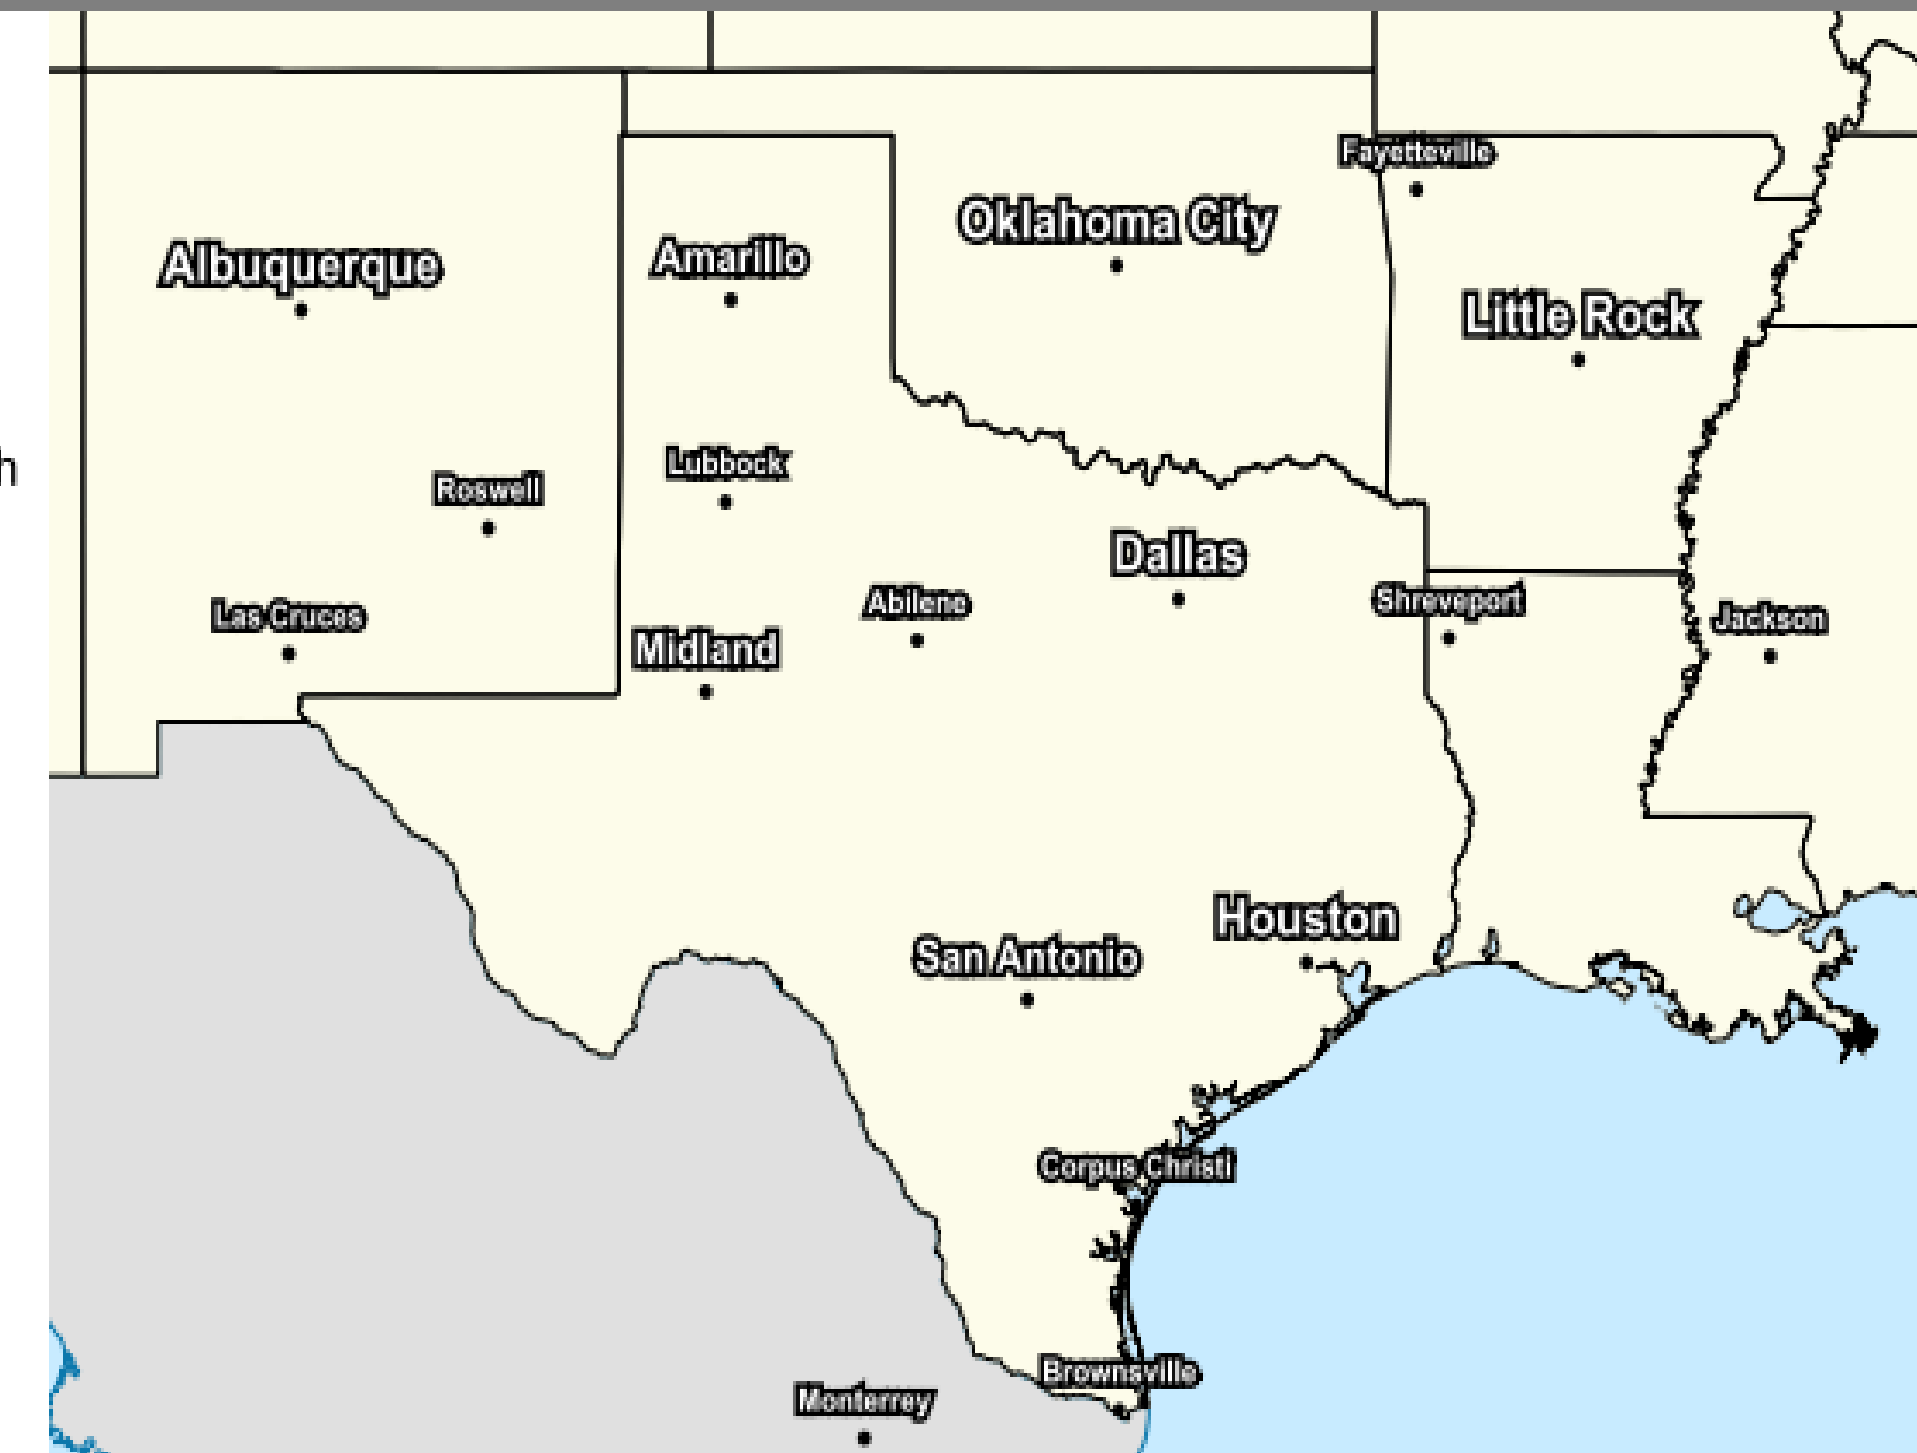 Fayetteville
Oklahoma City
Albuquerque
Amarillo
Little Rock
h
Lubbock
Roswell
Dallas
Abilene
Shreveport
Las Cruces
Jackson
Midland
Houston
San Antonio
Corpus Christi
Brownsville
Monterrey